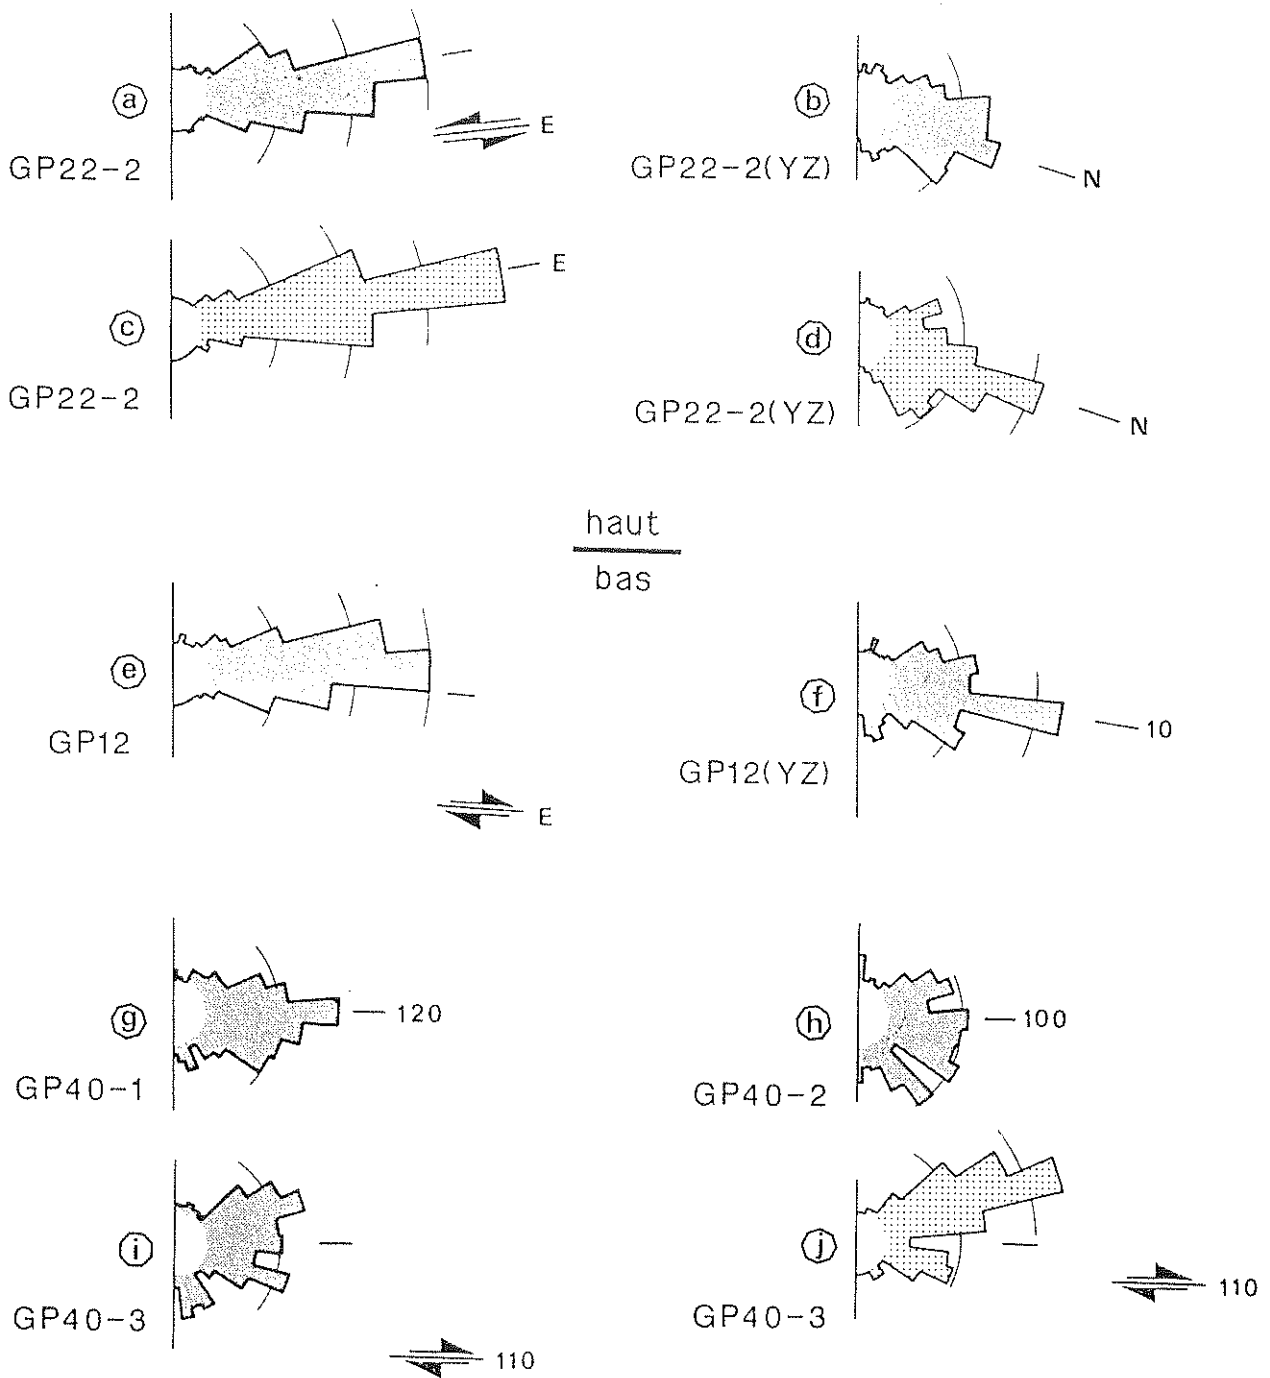 a
E
GP22-2
b
N
GP22-2(YZ)
c
E
GP22-2
d
N
GP22-2(YZ)
haut
bas
e
GP12
E
f
10
GP12(YZ)
g
120
GP40-1
h
100
GP40-2
i
GP40-3
110
j
GP40-3
110